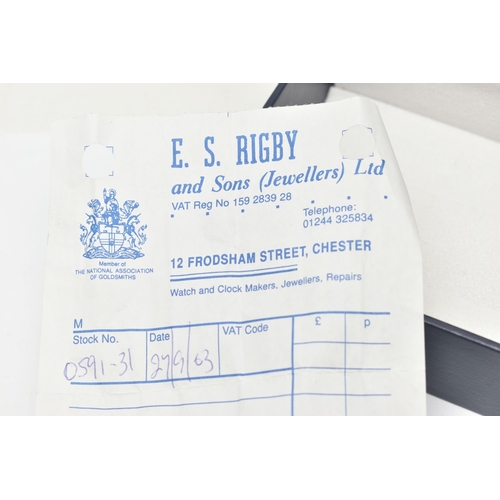 E. S. RIGBY
and Sons (Jewellers) Ltd
VAT Reg No 159 2839 28
Telephone:
01244 325834
Member of
THE NATIONAL ASSOCIATION
OF GOLDSMITHS
12 FRODSHAM STREET, CHESTER
Watch and Clock Makers, Jewellers, Repairs
M
Stock No. Date VAT Code £ p
0591-31 27/9/03